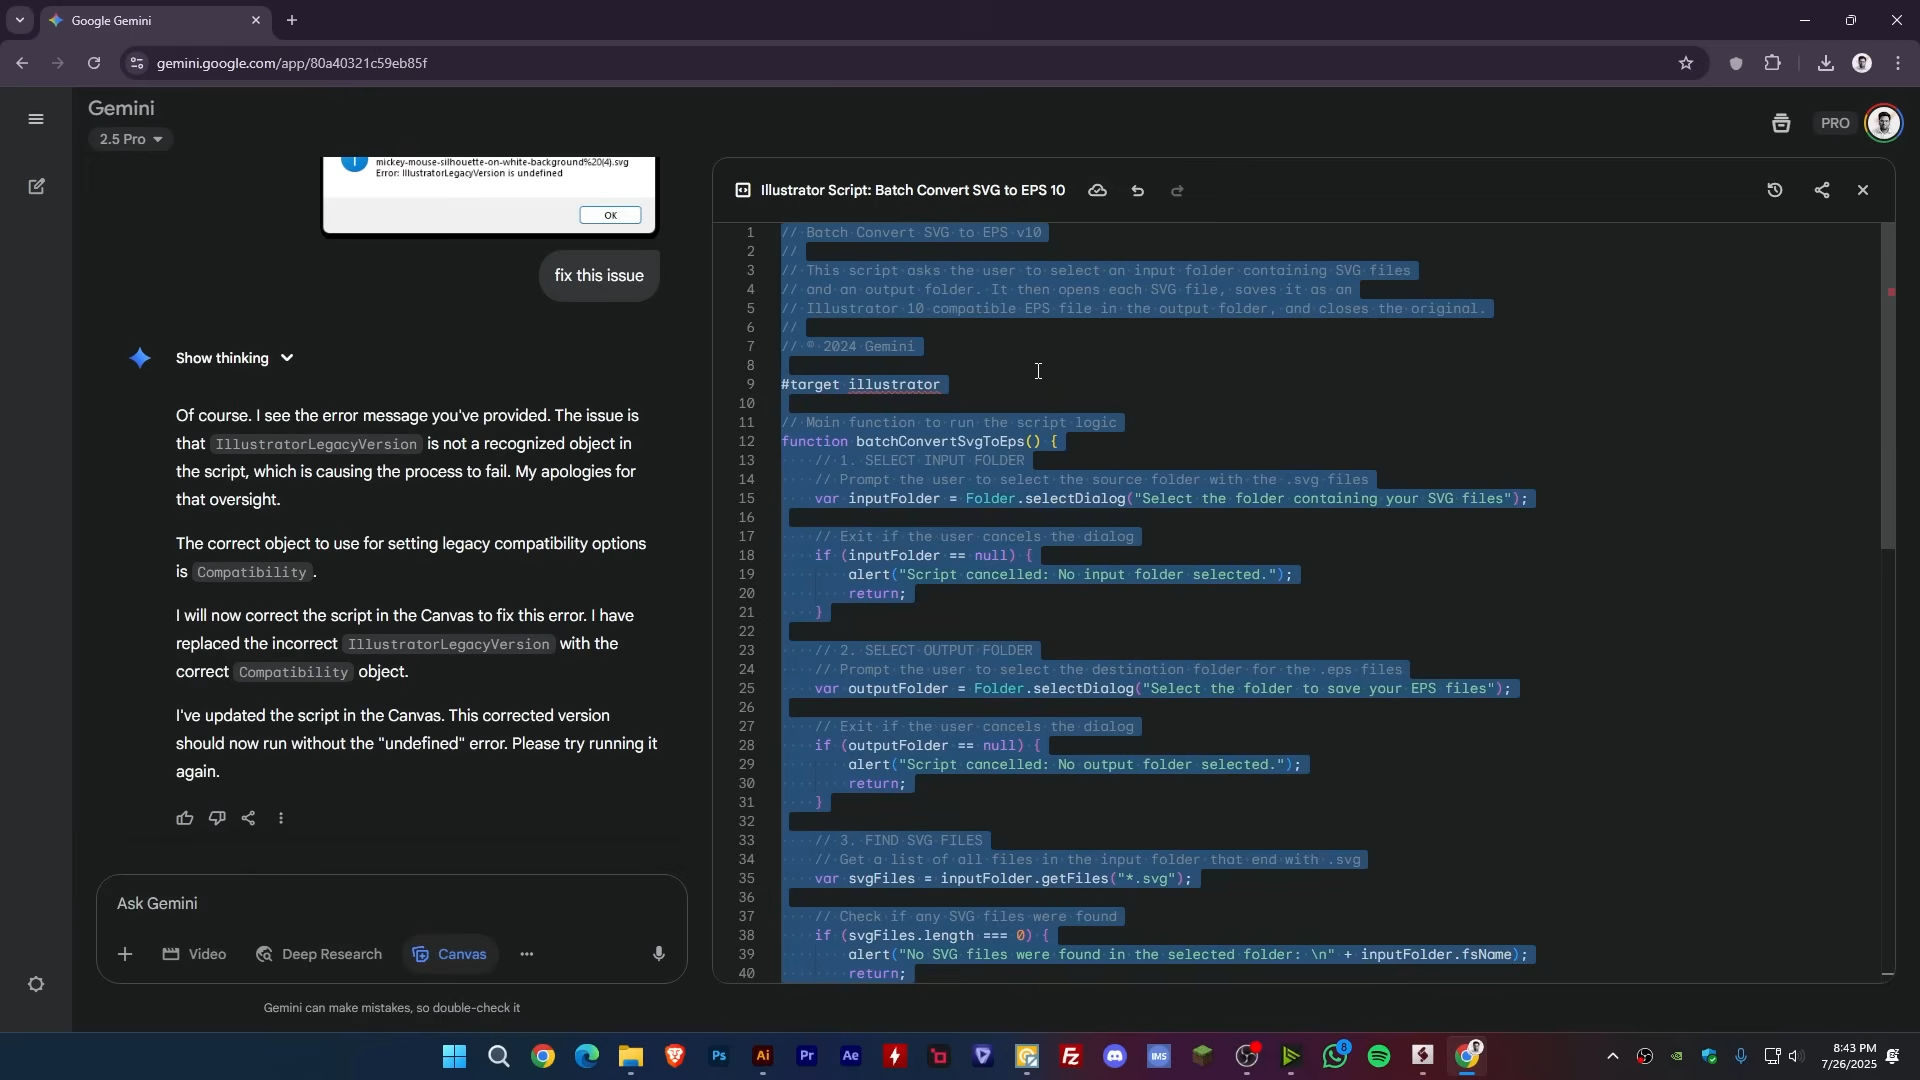 Google Gemini
gemini.google.com/app/80a40321c59eb85f
Gemini
2.5 Pro
PRO
mickey-mouse-silhouette-on-white-background%20(4).svg
Error: IllustratorLegacyVersion is undefined
OK
fix this issue
Show thinking
Of course. I see the error message you've provided. The issue is
that IllustratorLegacyVersion is not a recognized object in
the script, which is causing the process to fail. My apologies for
that oversight.
The correct object to use for setting legacy compatibility options
is Compatibility.
I will now correct the script in the Canvas to fix this error. I have
replaced the incorrect IllustratorLegacyVersion with the
correct Compatibility object.
I've updated the script in the Canvas. This corrected version
should now run without the "undefined" error. Please try running it
again.
Ask Gemini
Video
Deep Research
Canvas
Gemini can make mistakes, so double-check it
Illustrator Script: Batch Convert SVG to EPS 10
1 // Batch Convert SVG to EPS v10
2 //
3 // This script asks the user to select an input folder containing SVG files
4 // and an output folder. It then opens each SVG file, saves it as an
5 // Illustrator 10 compatible EPS file in the output folder, and closes the original.
6 //
7 // © 2024 Gemini
8
9 #target illustrator
10
11 // Main function to run the script logic
12 function batchConvertSvgToEps() {
13 // 1. SELECT INPUT FOLDER
14 // Prompt the user to select the source folder with the .svg files
15 var inputFolder = Folder.selectDialog("Select the folder containing your SVG files");
16
17 // Exit if the user cancels the dialog
18 if (inputFolder == null) {
19 alert("Script cancelled: No input folder selected.");
20 return;
21 }
22
23 // 2. SELECT OUTPUT FOLDER
24 // Prompt the user to select the destination folder for the .eps files
25 var outputFolder = Folder.selectDialog("Select the folder to save your EPS files");
26
27 // Exit if the user cancels the dialog
28 if (outputFolder == null) {
29 alert("Script cancelled: No output folder selected.");
30 return;
31 }
32
33 // 3. FIND SVG FILES
34 // Get a list of all files in the input folder that end with .svg
35 var svgFiles = inputFolder.getFiles("*.svg");
36
37 // Check if any SVG files were found
38 if (svgFiles.length === 0) {
39 alert("No SVG files were found in the selected folder: \n" + inputFolder.fsName);
40 return;
Ps
Ai
Pr
Ae
FZ
IMS
8
8:43 PM
7/26/2025